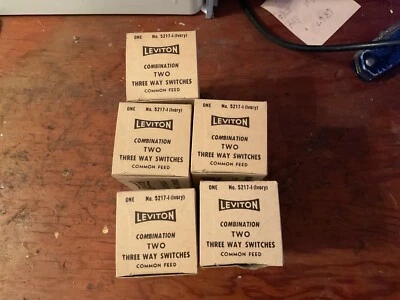 ONE No. 5217-I (Ivory)
LEVITON
COMBINATION
TWO
THREE WAY SWITCHES
COMMON FEED
ONE No. 5217-I (Ivory)
LEVITON
COMBINATION
TWO
THREE WAY SWITCHES
COMMON FEED
ONE No. 5217-I (Ivory)
LEVITON
COMBINATION
TWO
THREE WAY SWITCHES
COMMON FEED
ONE No. 5217-I (Ivory)
LEVITON
COMBINATION
TWO
THREE WAY SWITCHES
COMMON FEED
ONE No. 5217-I (Ivory)
LEVITON
COMBINATION
TWO
THREE WAY SWITCHES
COMMON FEED